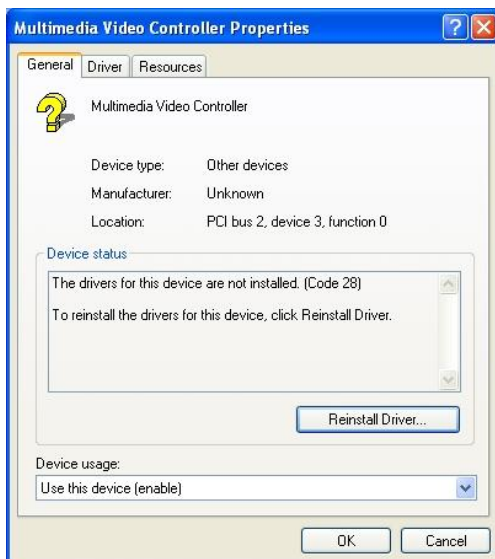 Multimedia Video Controller Properties
General Driver Resources
Multimedia Video Controller
Device type: Other devices
Manufacturer: Unknown
Location: PCI bus 2, device 3, function 0
Device status
The drivers for this device are not installed. (Code 28)
To reinstall the drivers for this device, click Reinstall Driver.
Reinstall Driver...
Device usage:
Use this device (enable)
OK Cancel